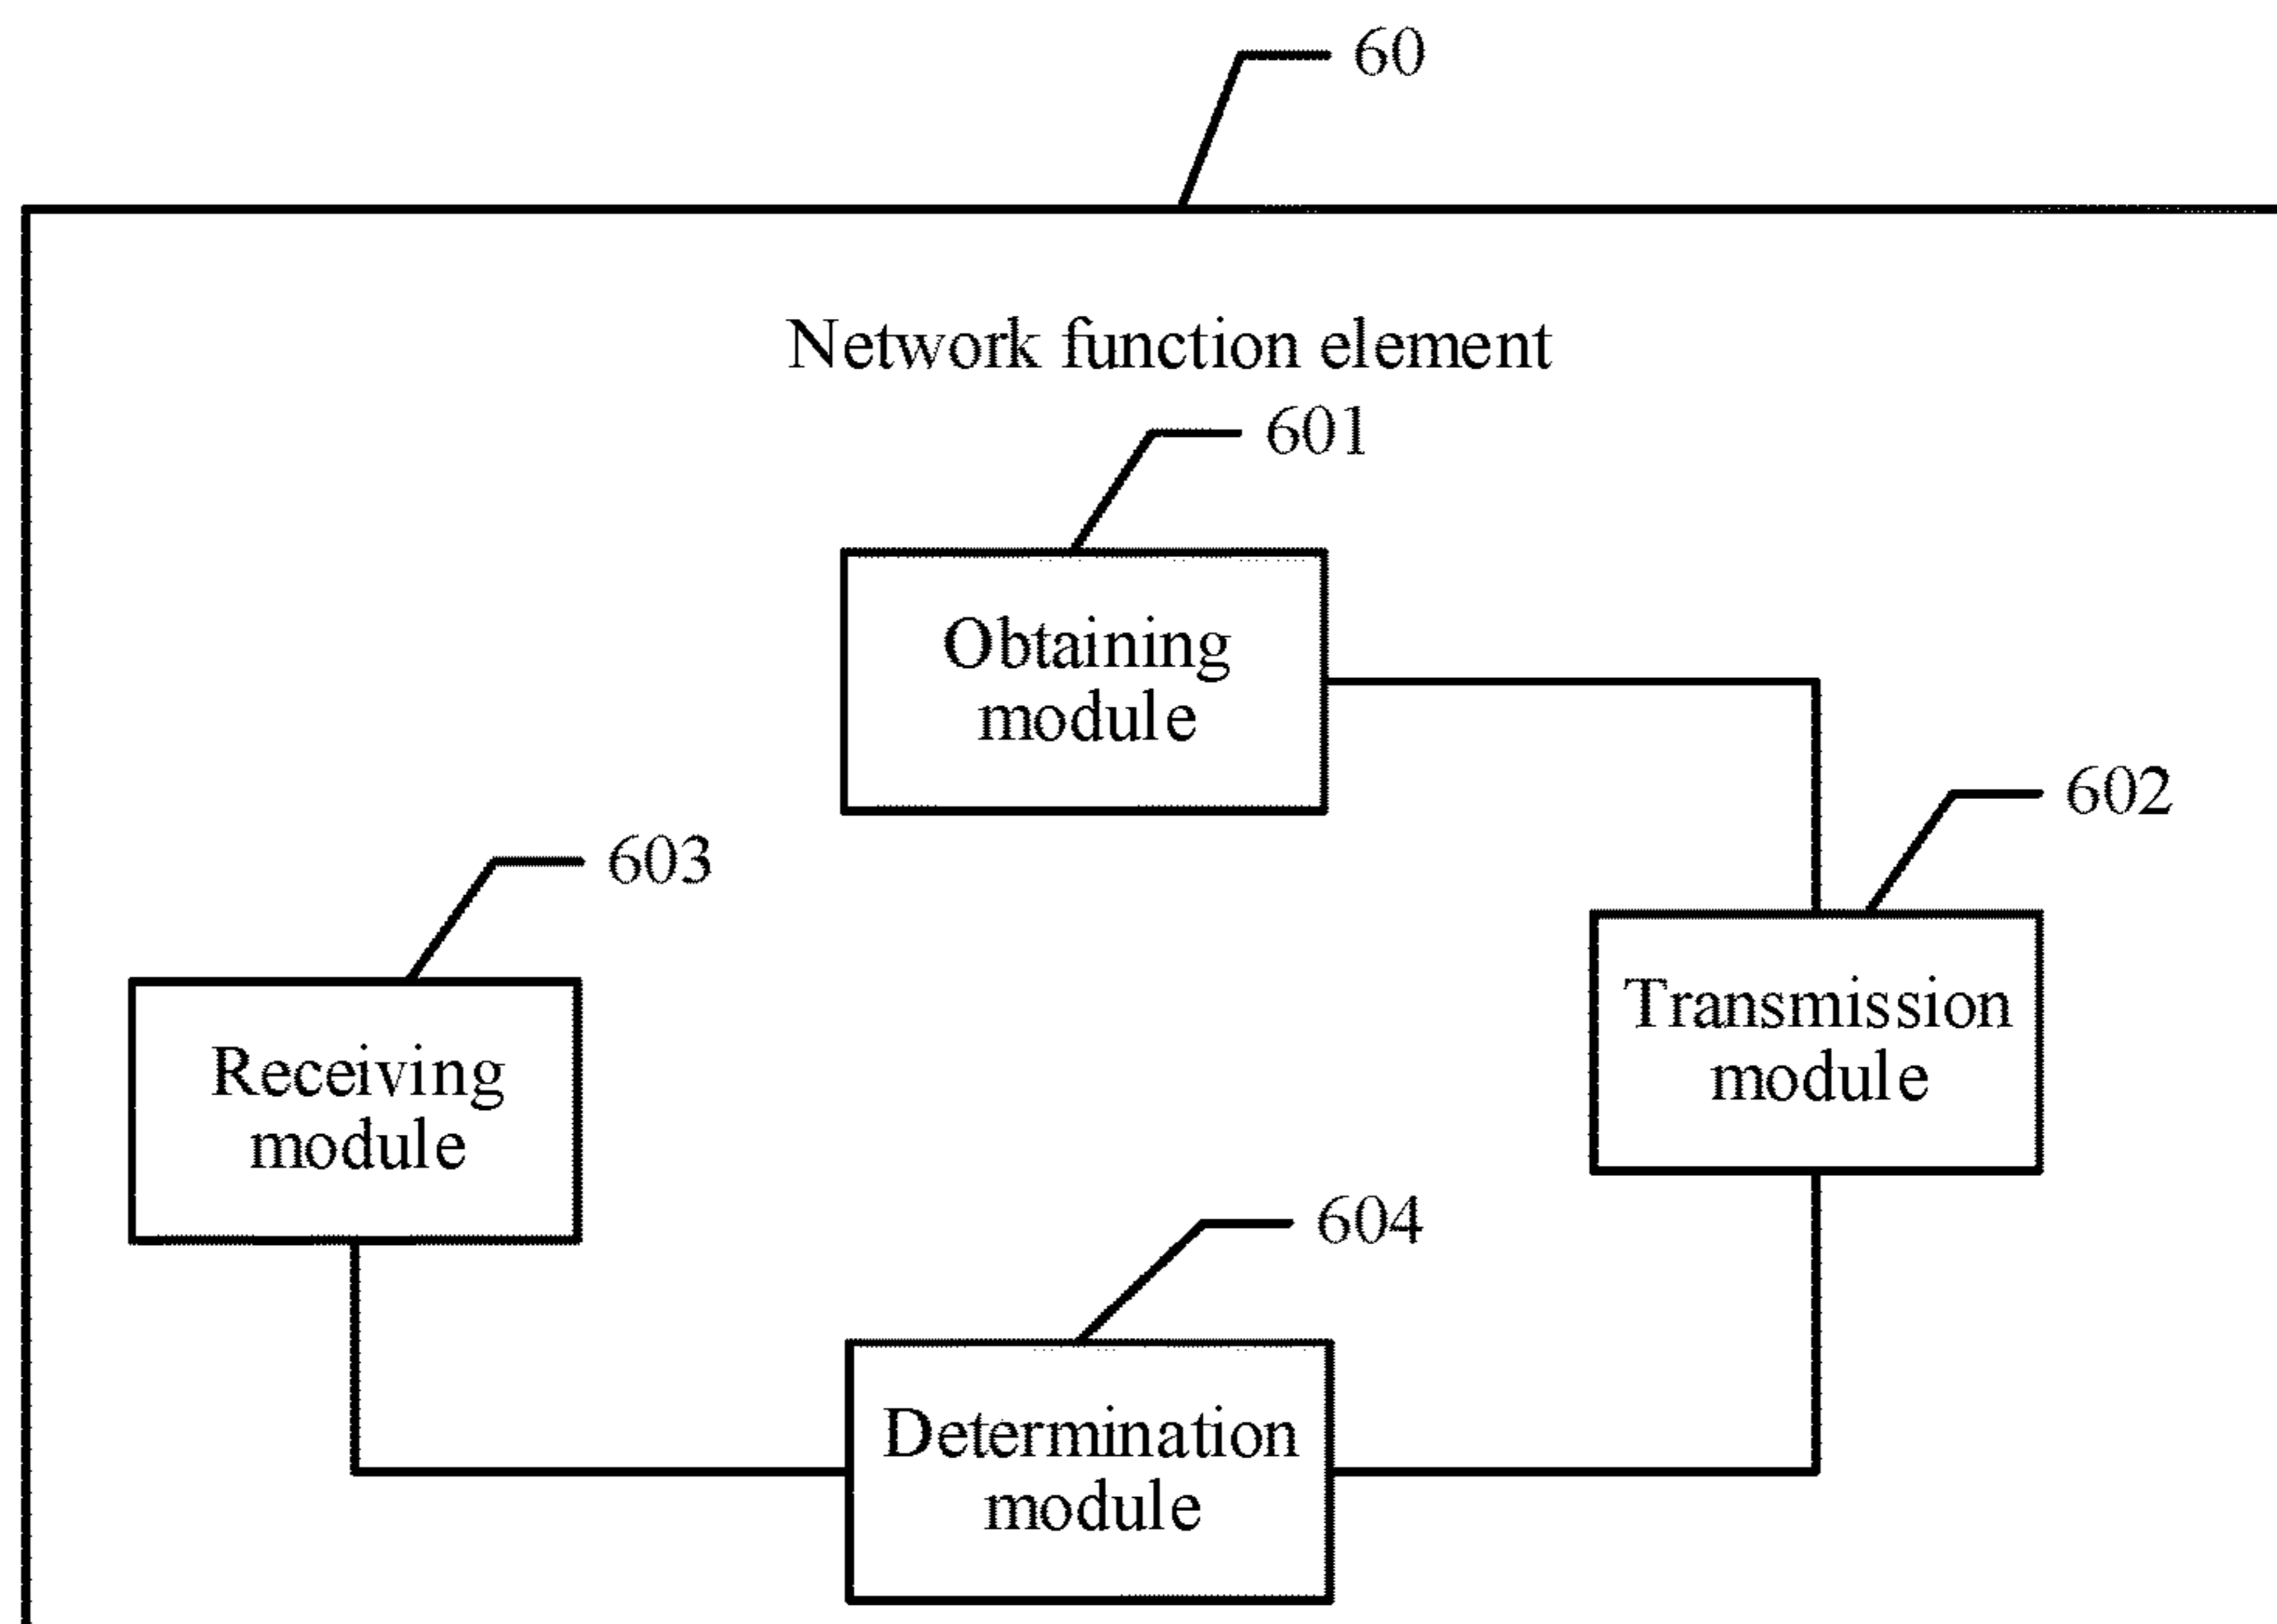 60
Network function element
601
Obtaining
module
602
603
Transmission
module
Receiving
module
604
Determination
module